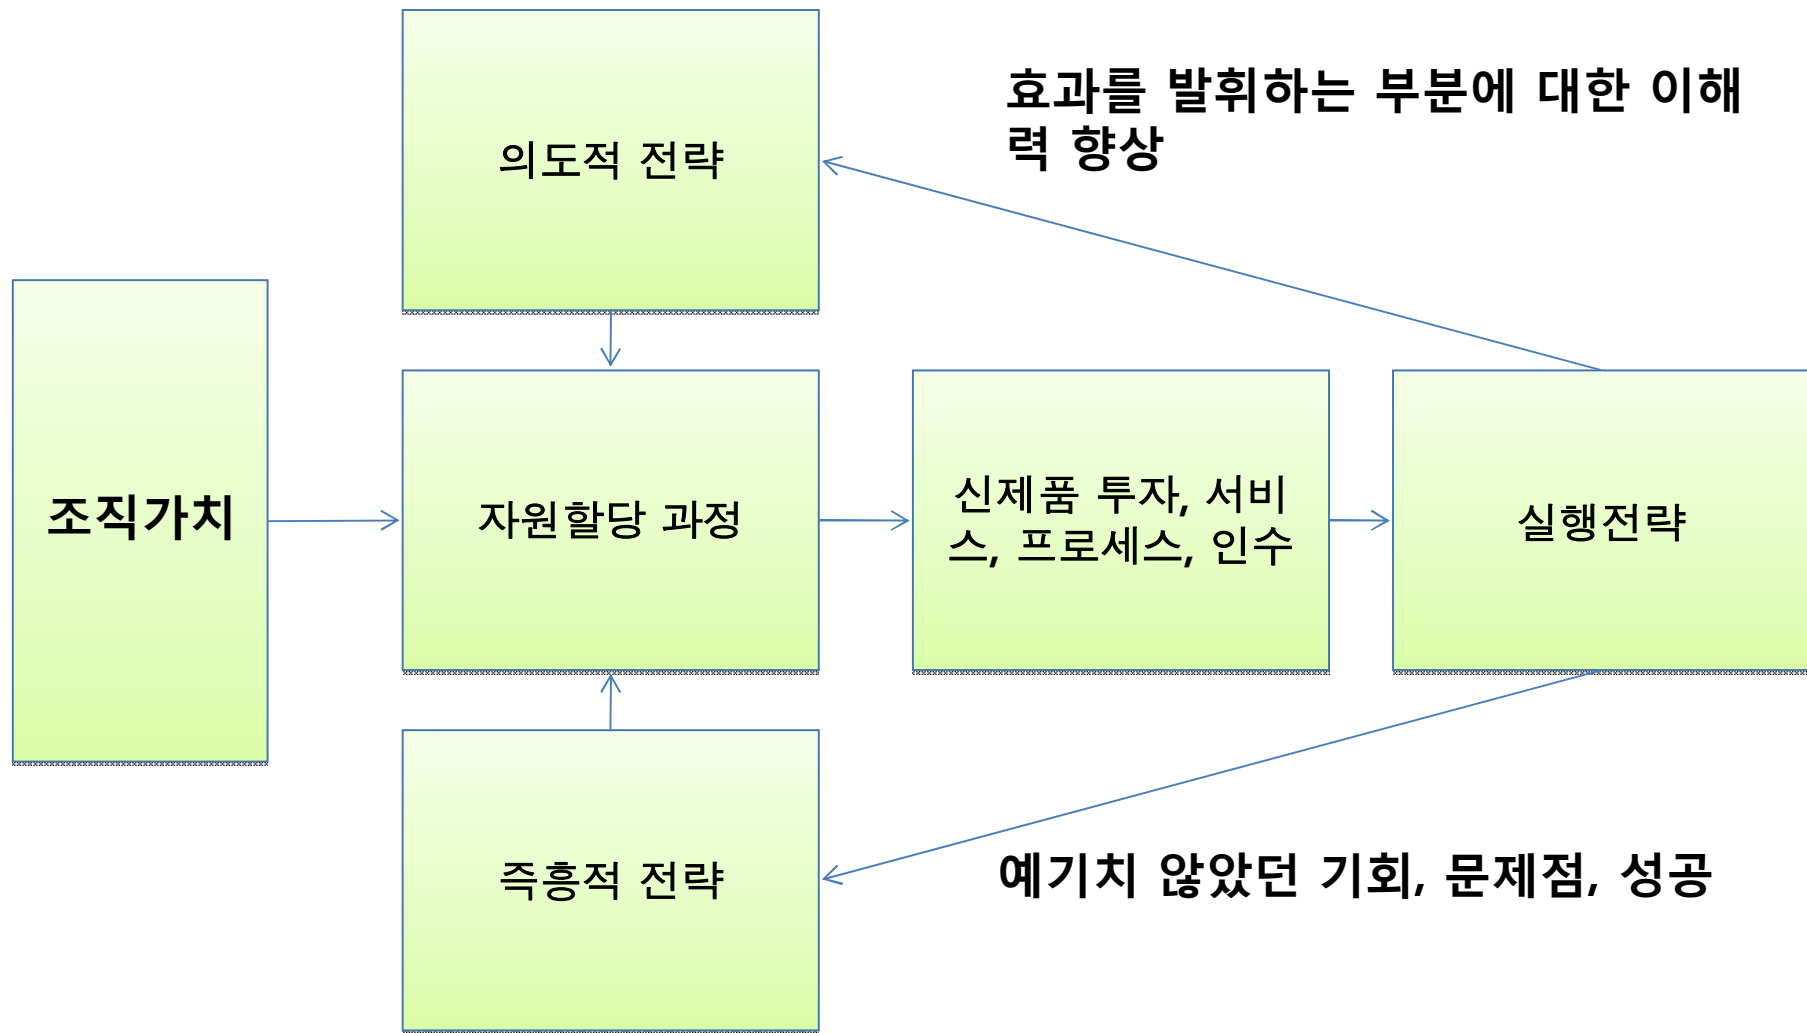 의도적 전략
효과를 발휘하는 부분에 대한 이해
력 향상
조직가치
자원할당 과정
신제품 투자, 서비
스, 프로세스, 인수
실행전략
즉흥적 전략
예기치 않았던 기회, 문제점, 성공